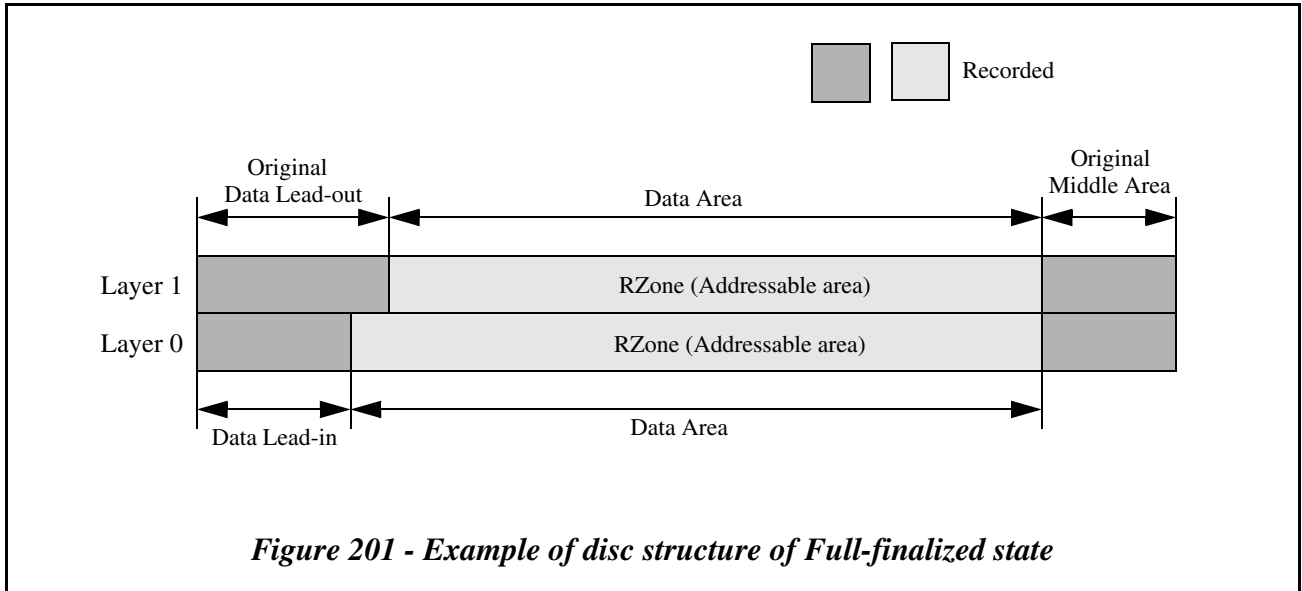 Recorded
Original
Data Lead-out
Data Area
Original
Middle Area
Layer 1
RZone (Addressable area)
Layer 0
RZone (Addressable area)
Data Lead-in
Data Area
Figure 201 - Example of disc structure of Full-finalized state